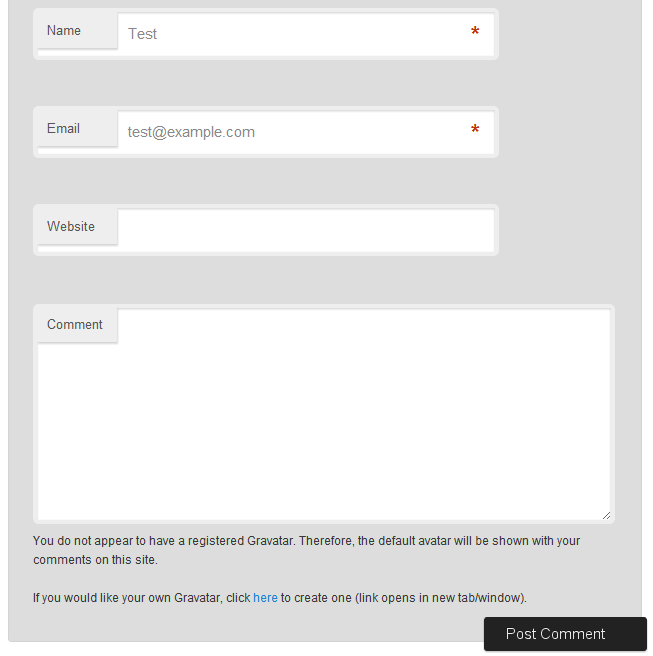 Name Test *
Email test@example.com *
Website
Comment
You do not appear to have a registered Gravatar. Therefore, the default avatar will be shown with your
comments on this site.
If you would like your own Gravatar, click here to create one (link opens in new tab/window).
Post Comment